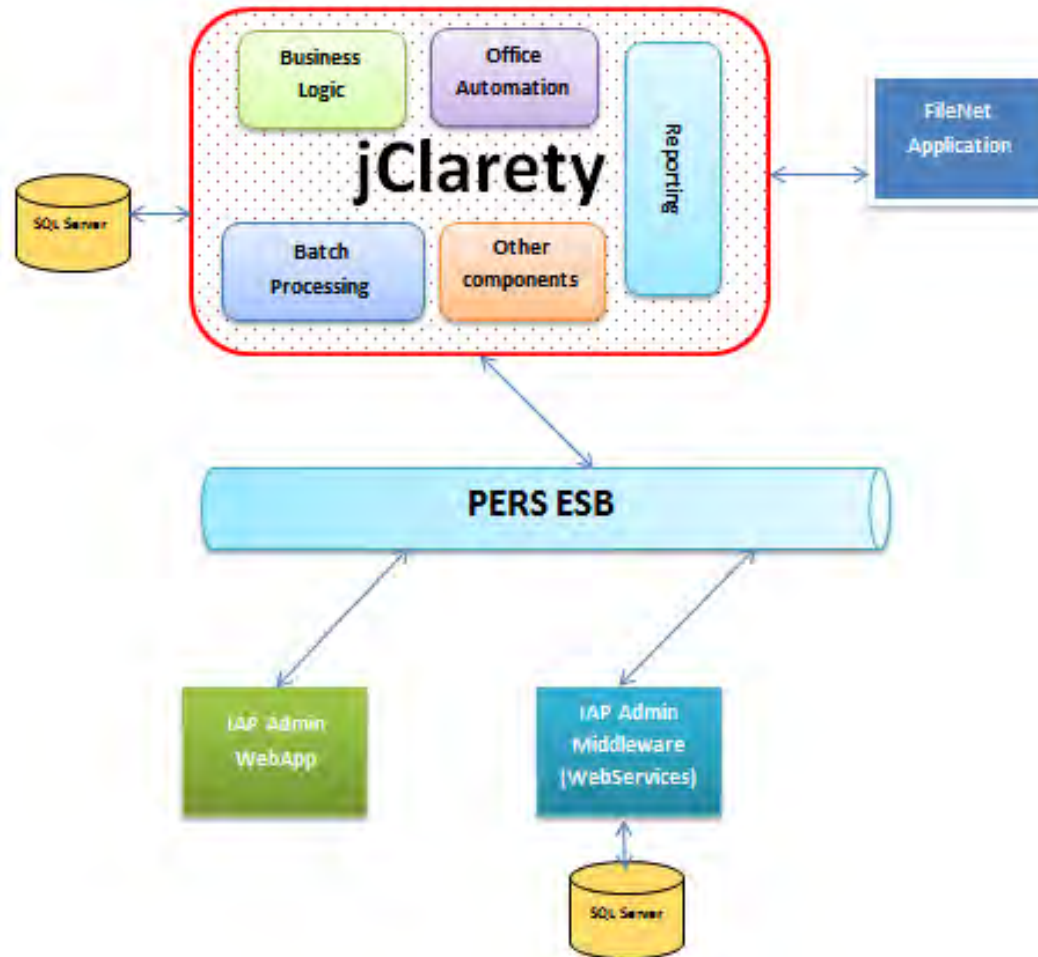 Business
Logic
Office
Automation
Reporting
FileNet
Application
jClarety
SQL Server
Batch
Processing
Other
components
PERS ESB
IAP Admin
WebApp
IAP Admin
Middleware
(WebServices)
SQL Server